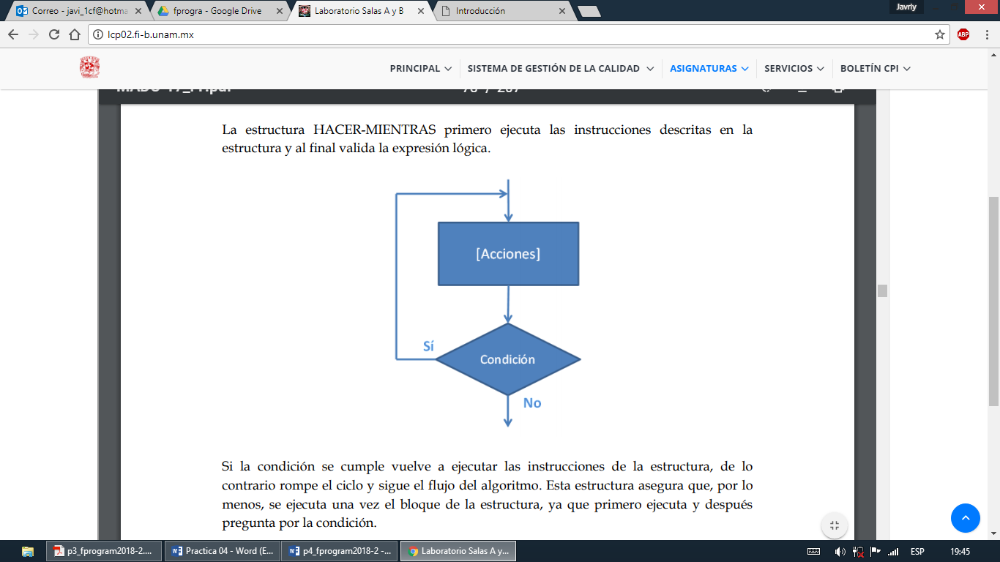 Correo - javi_1cf@hotma
fprogra - Google Drive
Laboratorio Salas A y B
Introducción
Javrly
lcp02.fi-b.unam.mx
ABP
PRINCIPAL
SISTEMA DE GESTIÓN DE LA CALIDAD
ASIGNATURAS
SERVICIOS
BOLETÍN CPI
La estructura HACER-MIENTRAS primero ejecuta las instrucciones descritas en la
estructura y al final valida la expresión lógica.
[Acciones]
Sí
Condición
No
Si la condición se cumple vuelve a ejecutar las instrucciones de la estructura, de lo
contrario rompe el ciclo y sigue el flujo del algoritmo. Esta estructura asegura que, por lo
menos, se ejecuta una vez el bloque de la estructura, ya que primero ejecuta y después
pregunta por la condición.
p3_fprogram2018-2....
Practica 04 - Word (E...
p4_fprogram2018-2 -...
Laboratorio Salas A y...
ESP
19:45